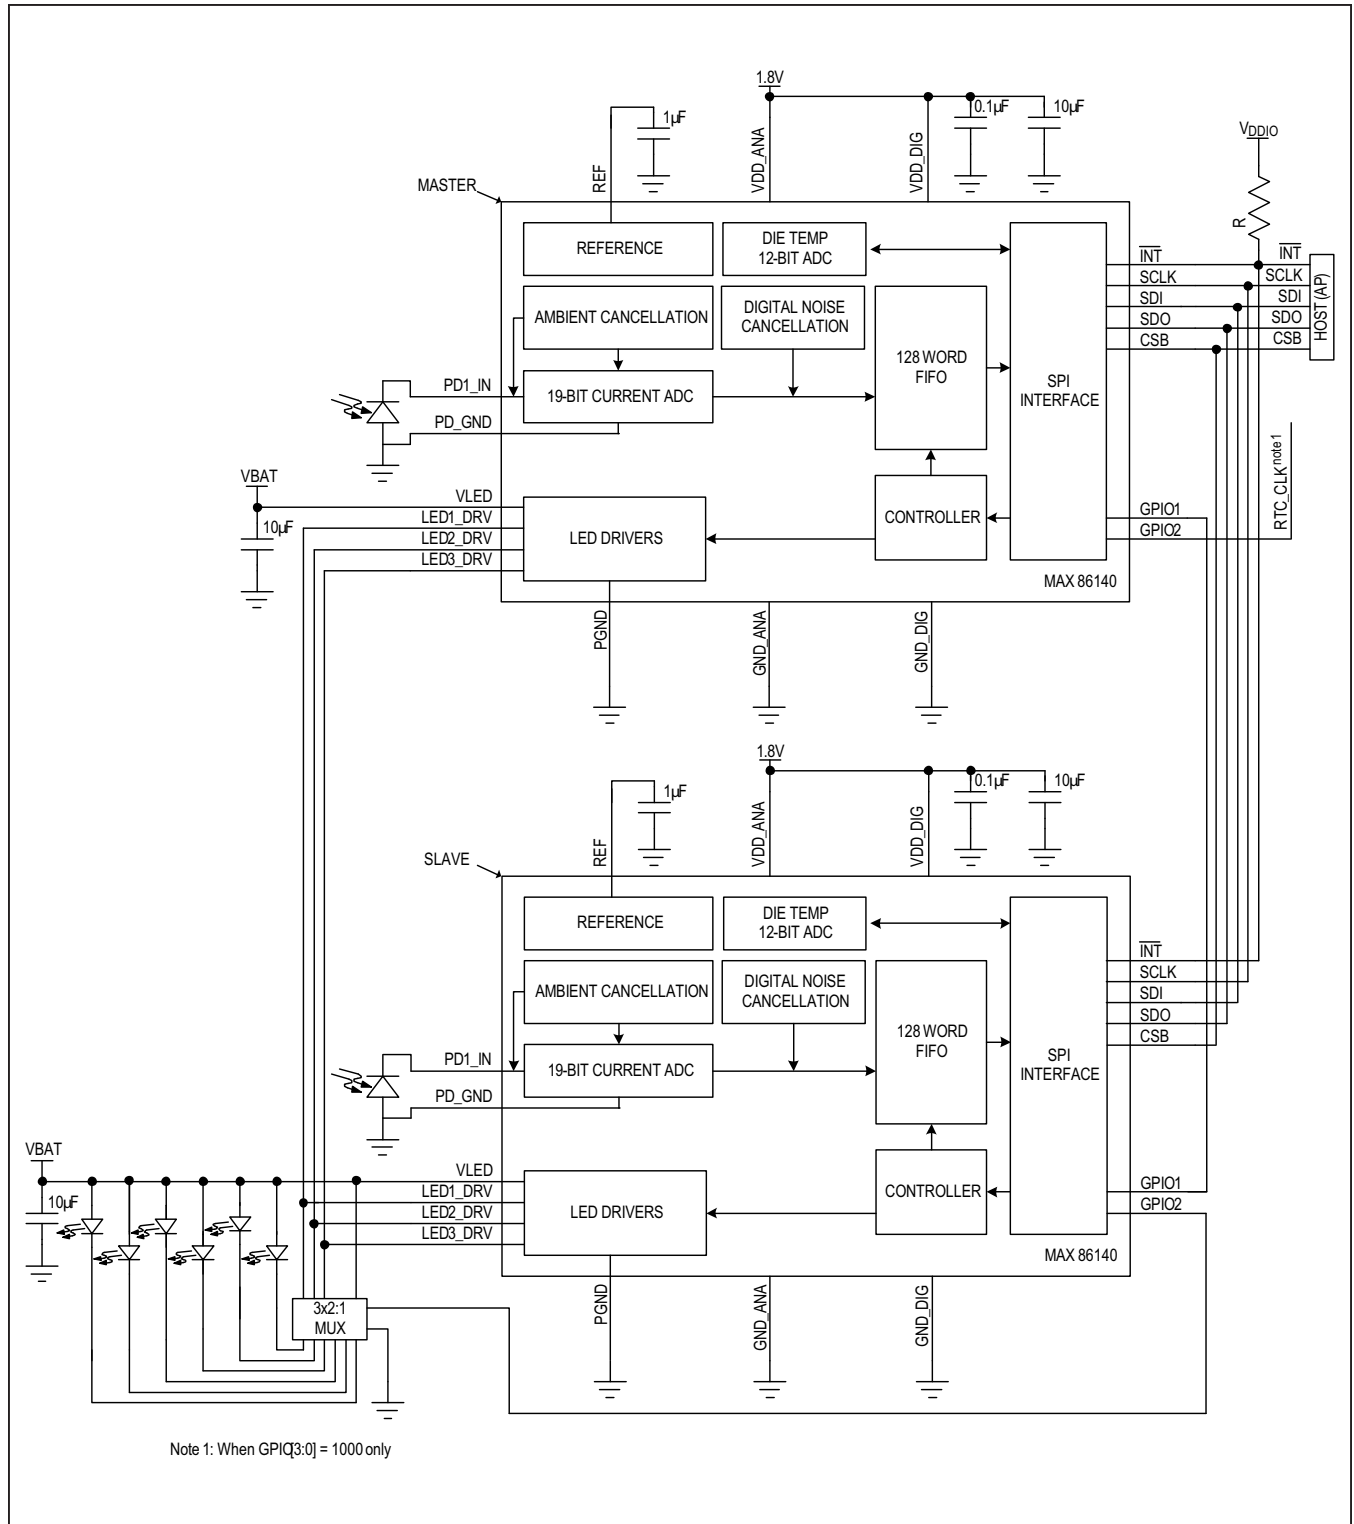 1.8V
1µF
0.1µF
10µF
VDDIO
REF
VDD_ANA
VDD_DIG
R
MASTER
REFERENCE
DIE TEMP
12-BIT ADC
INT
INT
SCLK
SCLK
SDI
SDI
SDO
SDO
CSB
CSB
HOST (AP)
AMBIENT CANCELLATION
DIGITAL NOISE
CANCELLATION
128 WORD
FIFO
SPI
INTERFACE
PD1_IN
19-BIT CURRENT ADC
PD_GND
RTC_CLKnote1
VBAT
10µF
VLED
LED1_DRV
LED2_DRV
LED3_DRV
LED DRIVERS
CONTROLLER
GPIO1
GPIO2
MAX 86140
PGND
GND_ANA
GND_DIG
1.8V
1µF
0.1µF
10µF
REF
VDD_ANA
VDD_DIG
SLAVE
REFERENCE
DIE TEMP
12-BIT ADC
INT
SCLK
SDI
SDO
CSB
AMBIENT CANCELLATION
DIGITAL NOISE
CANCELLATION
128 WORD
FIFO
SPI
INTERFACE
PD1_IN
19-BIT CURRENT ADC
PD_GND
VBAT
10µF
VLED
LED1_DRV
LED2_DRV
LED3_DRV
LED DRIVERS
CONTROLLER
GPIO1
GPIO2
MAX 86140
3x2:1
MUX
PGND
GND_ANA
GND_DIG
Note 1: When GPIO[3:0] = 1000 only